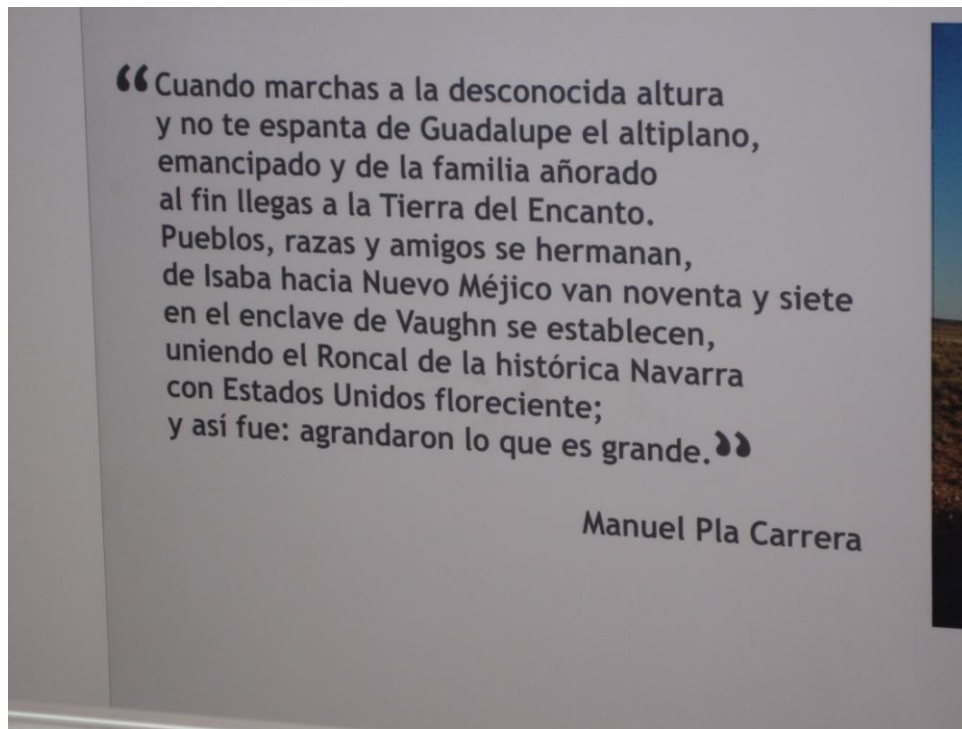 “Cuando marchas a la desconocida altura
y no te espanta de Guadalupe el altiplano,
emancipado y de la familia añorado
al fin llegas a la Tierra del Encanto.
Pueblos, razas y amigos se hermanan,
de Isaba hacia Nuevo Méjico van noventa y siete
en el enclave de Vaughn se establecen,
uniendo el Roncal de la histórica Navarra
con Estados Unidos floreciente;
y así fue: agrandaron lo que es grande.”
Manuel Pla Carrera